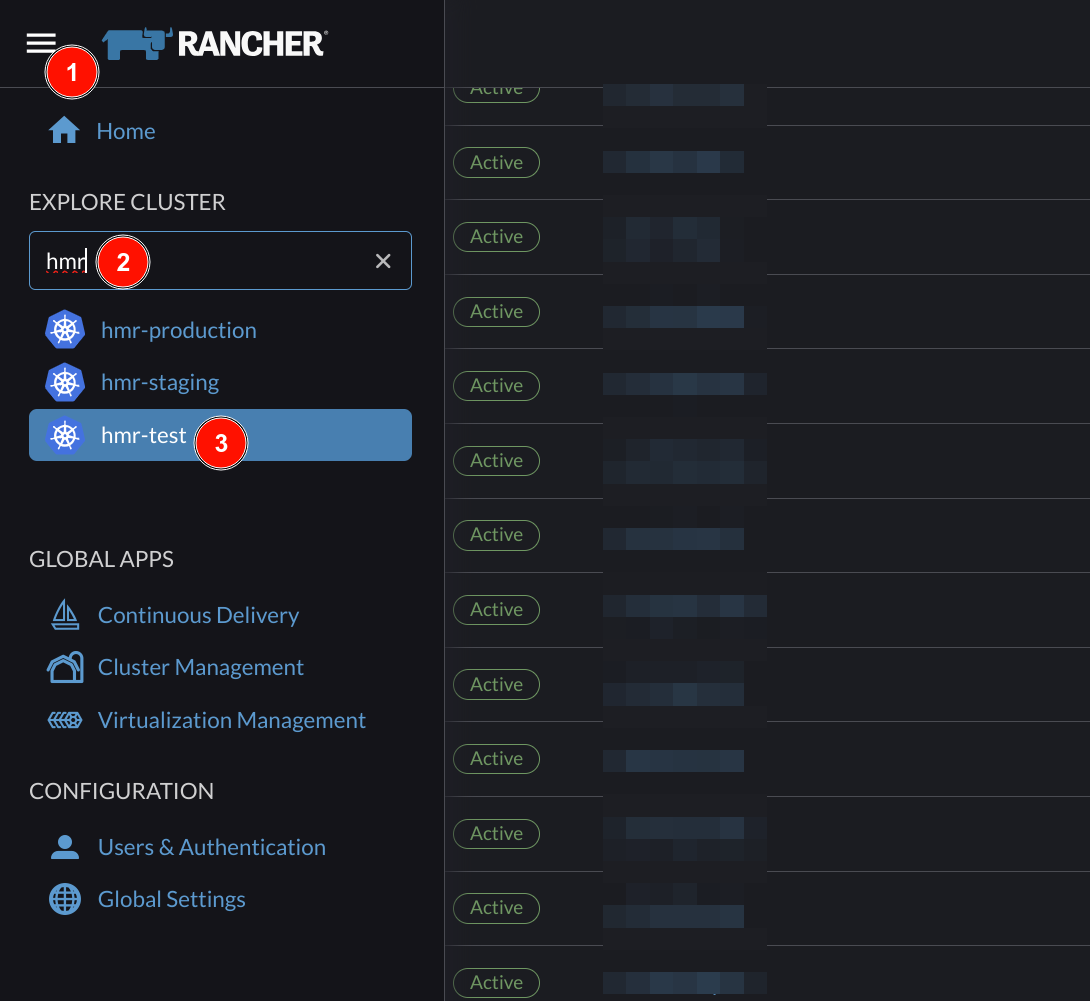 RANCHER
1
Home
EXPLORE CLUSTER
hmr 2
hmr-production
hmr-staging
hmr-test 3
GLOBAL APPS
Continuous Delivery
Cluster Management
Virtualization Management
CONFIGURATION
Users & Authentication
Global Settings
Active
Active
Active
Active
Active
Active
Active
Active
Active
Active
Active
Active
Active